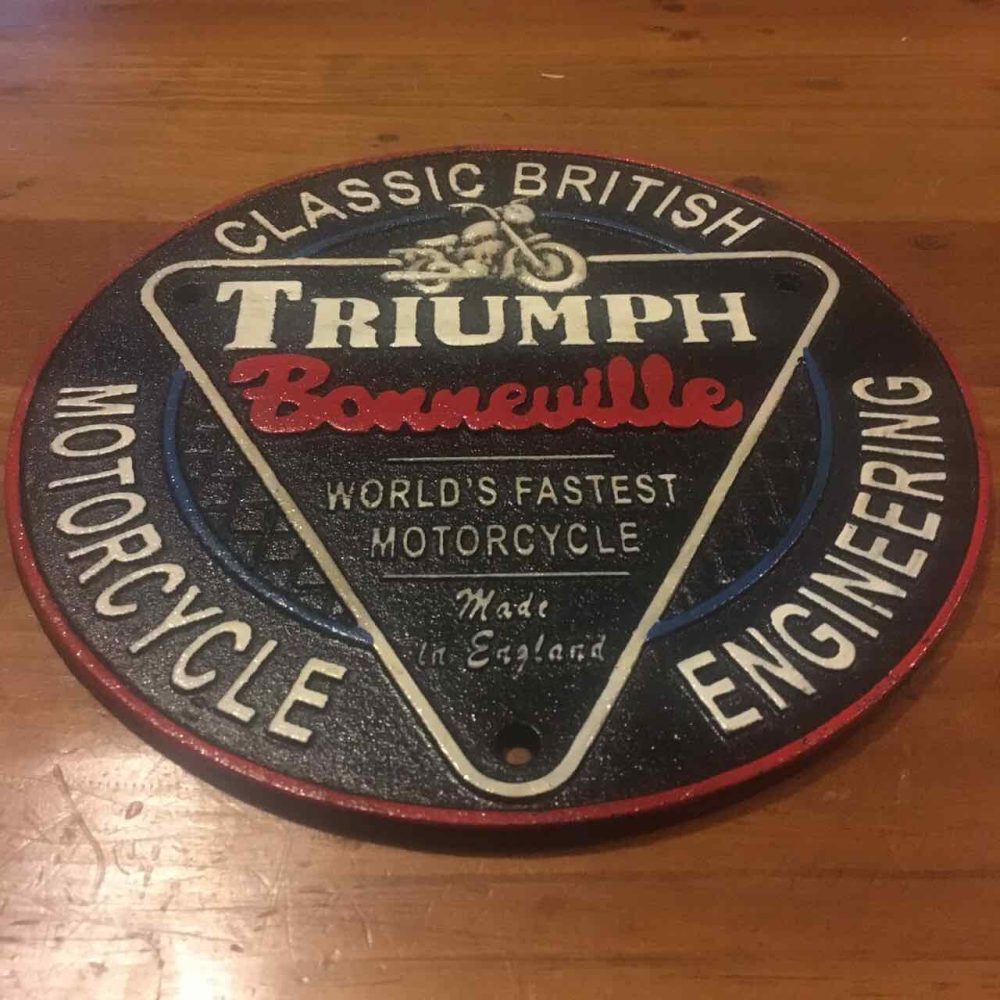 CLASSIC BRITISH
TRIUMPH
Bonneville
WORLD'S FASTEST
MOTORCYCLE
Made
in England
MOTORCYCLE
ENGINEERING